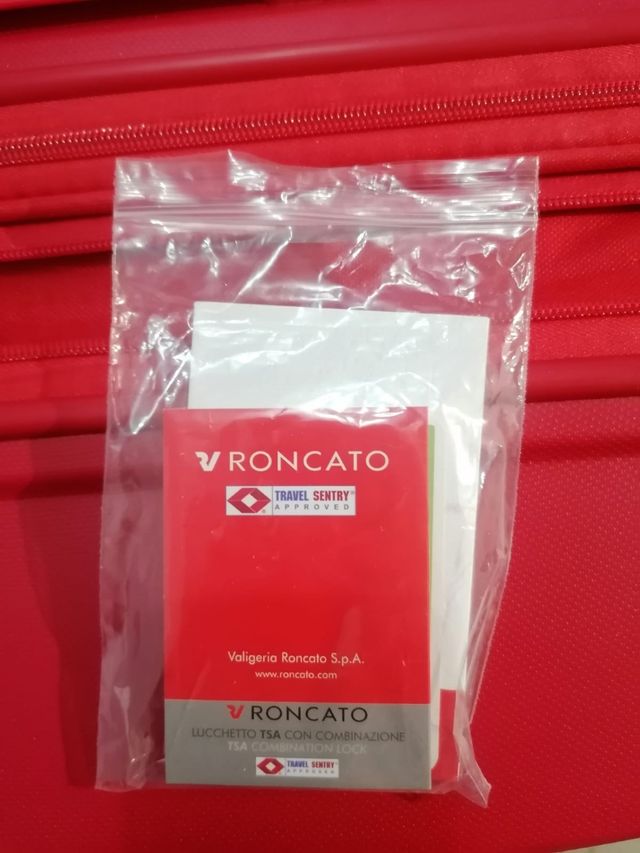 RONCATO
TRAVEL SENTRY®
APPROVED
Valigeria Roncato S.p.A.
www.roncato.com
RONCATO
LUCCHETTO TSA CON COMBINAZIONE
TSA COMBINATION LOCK
TRAVEL SENTRY®
APPROVED